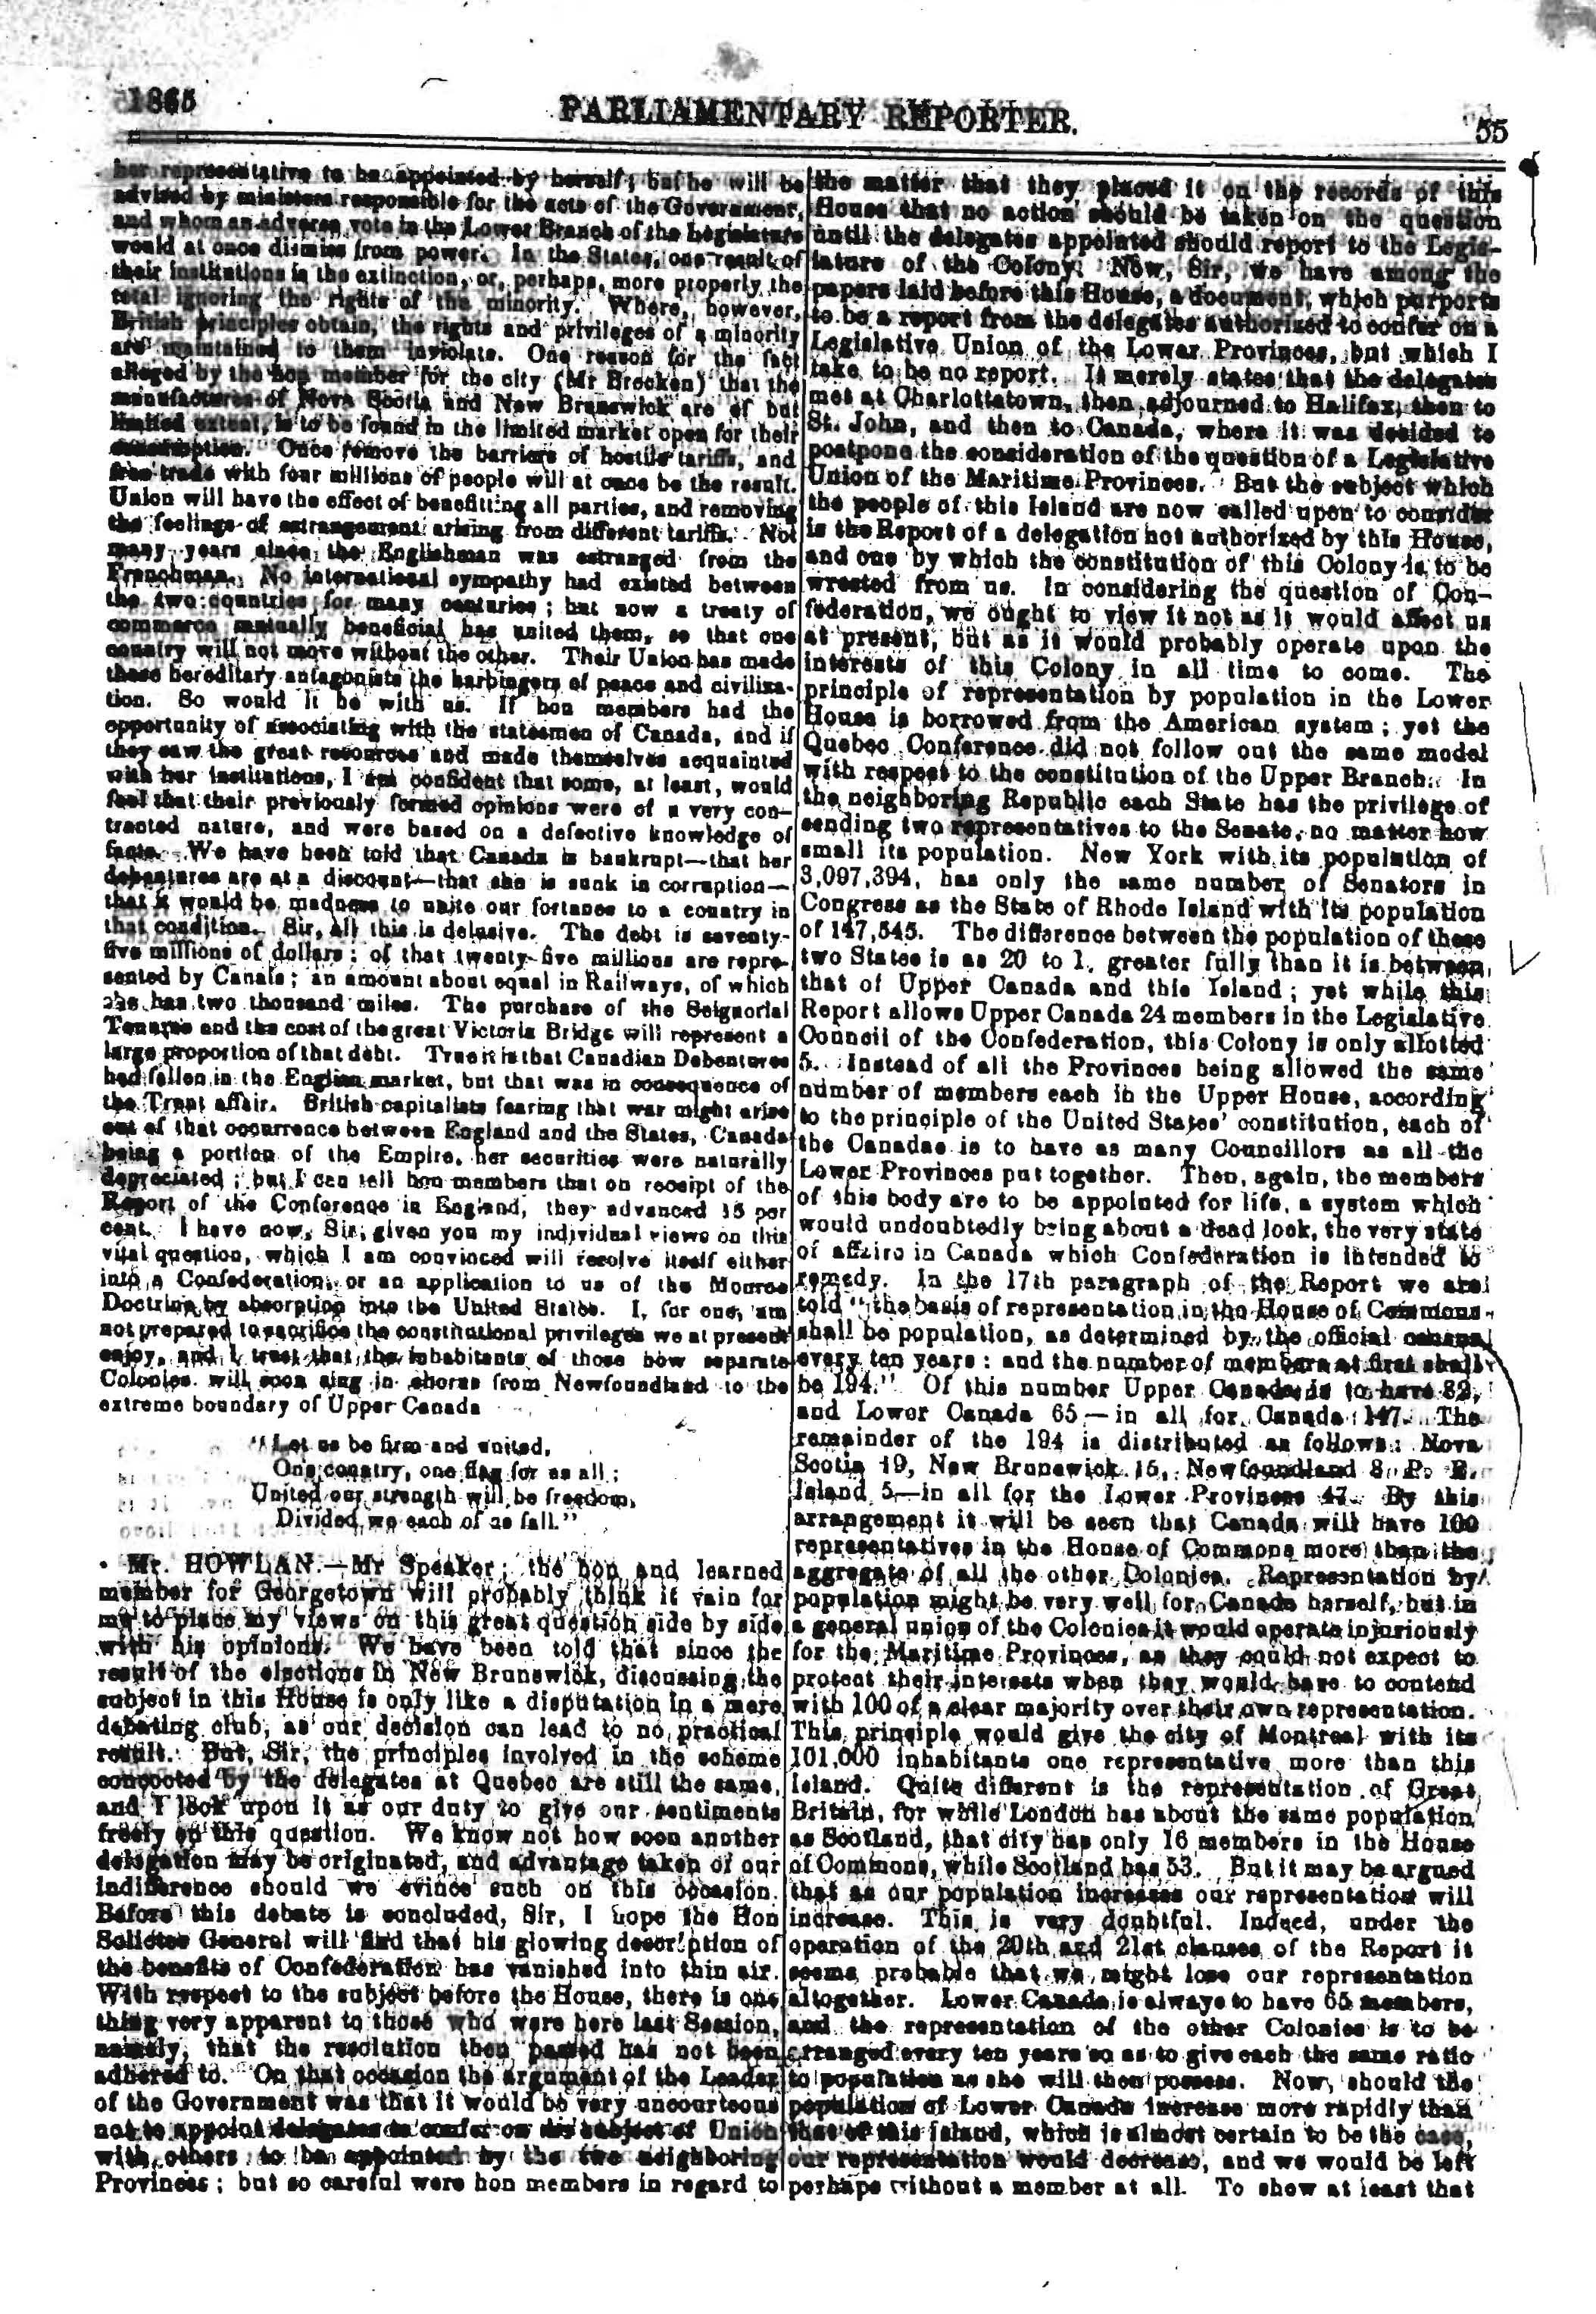 1865
PARLIAMENTARY REPORTER.
55
her representative to be appointed by herself; but he will be
advised by ministers responsible for the acts of the Government,
and whom an adverse vote in the Lower Branch of the Legislature
would at once dismiss from power. In the States, one result of
their institutions is the extinction, or, perhaps, more properly the
total ignoring the rights of the minority. Where, however,
British principles obtain, the rights and privileges of a minority
are maintained to them inviolate. One reason for the fact
alleged by the hon member for the city (Mr Brecken) that the
manufactures of Nova Scotia and New Brunswick are of but
limited extent, is to be found in the limited market open for their
consumption. Once remove the barriers of hostile tariffs, and
free trade with four millions of people will at once be the result.
Union will have the effect of benefitting all parties, and removing
the feelings of estrangement arising from different tariffs. Not
many years since the Englishman was estranged from the
Frenchman. No international sympathy had existed between
the two countries for many centuries; but now a treaty of
commerce mutually beneficial has united them, so that one
country will not move without the other. Their Union has made
these hereditary antagonists the harbingers of peace and civiliza-
tion. So would it be with us. If hon members had the
opportunity of associating with the statesmen of Canada, and if
they saw the great resources and made themselves acquainted
with her institutions, I am confident that some, at least, would
feel that their previously formed opinions were of a very con-
tracted nature, and were based on a defective knowledge of
facts. We have been told that Canada is bankrupt—that her
debentures are at a discount—that she is sunk in corruption—
that it would be madness to unite our fortunes to a country in
that condition. Sir, all this is delusive. The debt is seventy-
five millions of dollars; of that twenty-five millions are repre-
sented by Canals; an amount about equal in Railways, of which
she has two thousand miles. The purchase of the Seignorial
Tenures and the cost of the great Victoria Bridge will represent a
large proportion of that debt. True it is that Canadian Debentures
had fallen in the English market, but that was in consequence of
the Trent affair. British capitalists fearing that war might arise
out of that occurrence between England and the States, Canada
being a portion of the Empire, her securities were naturally
depreciated; but I can tell hon members that on receipt of the
Report of the Conference in England, they advanced 15 per
cent. I have now, Sir, given you my individual views on this
vital question, which I am convinced will resolve itself either
into a Confederation, or an application to us of the Monroe
Doctrine by absorption into the United States. I, for one, am
not prepared to sacrifice the constitutional privileges we at present
enjoy, and I trust that the inhabitants of those now separate
Colonies will soon sing in chorus from Newfoundland to the
extreme boundary of Upper Canada
"Let us be firm and united,
One country, one flag for us all;
United our strength will be freedom,
Divided we each of us fall."
Mr. HOWLAN.—Mr Speaker; the hon and learned
member for Georgetown will probably think it vain for
me to place my views on this great question side by side
with his opinions. We have been told that since the
result of the elections in New Brunswick, discussing the
subject in this House is only like a disputation in a mere
debating club, as our decision can lead to no practical
result. But, Sir, the principles involved in the scheme
concocted by the delegates at Quebec are still the same,
and I look upon it as our duty to give our sentiments
freely on this question. We know not how soon another
delegation may be originated, and advantage taken of our
indifference should we evince such on this occasion.
Before this debate is concluded, Sir, I hope the Hon
Solicitor General will find that his glowing description of
the benefits of Confederation has vanished into thin air.
With respect to the subject before the House, there is one
thing very apparent to those who were here last Session,
namely, that the resolution then passed has not been
adhered to. On that occasion the argument of the Leader
of the Government was that it would be very uncourteous
not to appoint delegates to confer on the subject of Union
with others to be appointed by the two neighboring
Provinces; but so careful were hon members in regard to
the matter that they placed it on the records of this
House that no action should be taken on the question
until the delegates appointed should report to the Legis-
lature of the Colony. Now, Sir, we have among the
papers laid before this House, a document, which purports
to be a report from the delegates authorized to confer on a
Legislative Union of the Lower Provinces, but which I
take to be no report. It merely states that the delegates
met at Charlottetown, then adjourned to Halifax, then to
St. John, and then to Canada, where it was decided to
postpone the consideration of the question of a Legislative
Union of the Maritime Provinces. But the subject which
the people of this Island are now called upon to consider
is the Report of a delegation not authorized by this House,
and one by which the constitution of this Colony is to be
wrested from us. In considering the question of Con-
federation, we ought to view it not as it would affect us
at present, but as it would probably operate upon the
interests of this Colony in all time to come. The
principle of representation by population in the Lower
House is borrowed from the American system; yet the
Quebec Conference did not follow out the same model
with respect to the constitution of the Upper Branch. In
the neighboring Republic each State has the privilege of
sending two representatives to the Senate, no matter how
small its population. New York with its population of
3,097,394, has only the same number of Senators in
Congress as the State of Rhode Island with its population
of 147,545. The difference between the population of these
two States is as 20 to 1, greater fully than it is between
that of Upper Canada and this Island; yet while this
Report allows Upper Canada 24 members in the Legislative
Council of the Confederation, this Colony is only allotted
5. Instead of all the Provinces being allowed the same
number of members each in the Upper House, according
to the principle of the United States' constitution, each of
the Canadas is to have as many Councillors as all the
Lower Provinces put together. Then, again, the members
of this body are to be appointed for life, a system which
would undoubtedly bring about a dead lock, the very state
of affairs in Canada which Confederation is intended to
remedy. In the 17th paragraph of the Report we are
told "the basis of representation in the House of Commons
shall be population, as determined by the official census
every ten years: and the number of members at first shall
be 194." Of this number Upper Canada is to have 82,
and Lower Canada 65—in all for Canada 147. The
remainder of the 194 is distributed as follows: Nova
Scotia 19, New Brunswick 15, Newfoundland 8, P. E.
Island 5—in all for the Lower Provinces 47. By this
arrangement it will be seen that Canada will have 100
representatives in the House of Commons more than the
aggregate of all the other Colonies. Representation by
population might be very well for Canada herself, but in
a general union of the Colonies it would operate injuriously
for the Maritime Provinces, as they could not expect to
protect their interests when they would have to contend
with 100 of a clear majority over their own representation.
This principle would give the city of Montreal with its
101,000 inhabitants one representative more than this
Island. Quite different is the representation of Great
Britain, for while London has about the same population
as Scotland, that city has only 16 members in the House
of Commons, while Scotland has 53. But it may be argued
that as our population increases our representation will
increase. This is very doubtful. Indeed, under the
operation of the 20th and 21st clauses of the Report it
seems probable that we might lose our representation
altogether. Lower Canada is always to have 65 members,
and the representation of the other Colonies is to be
arranged every ten years so as to give each the same ratio
to population as she will then possess. Now, should the
population of Lower Canada increase more rapidly than
that of this Island, which is almost certain to be the case,
our representation would decrease, and we would be left
perhaps without a member at all. To show at least that